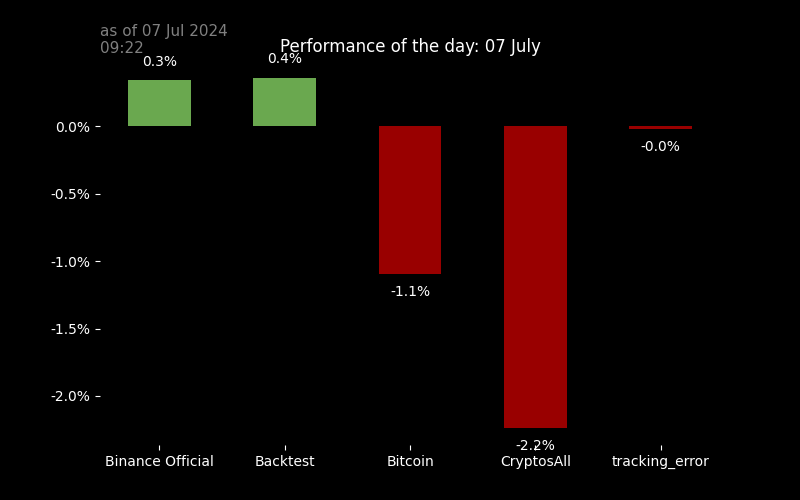 as of 07 Jul 2024
09:22
Performance of the day: 07 July
0.3%
0.4%
0.0%
-0.0%
-0.5%
-1.0%
-1.1%
-1.5%
-2.0%
-2.2%
Binance Official
Backtest
Bitcoin
CryptosAll
tracking_error